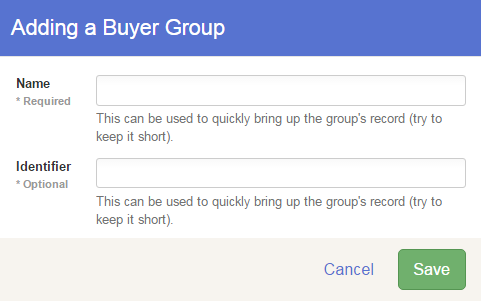 Adding a Buyer Group
Name
* Required
This can be used to quickly bring up the group's record (try to
keep it short).
Identifier
* Optional
This can be used to quickly bring up the group's record (try to
keep it short).
Cancel
Save